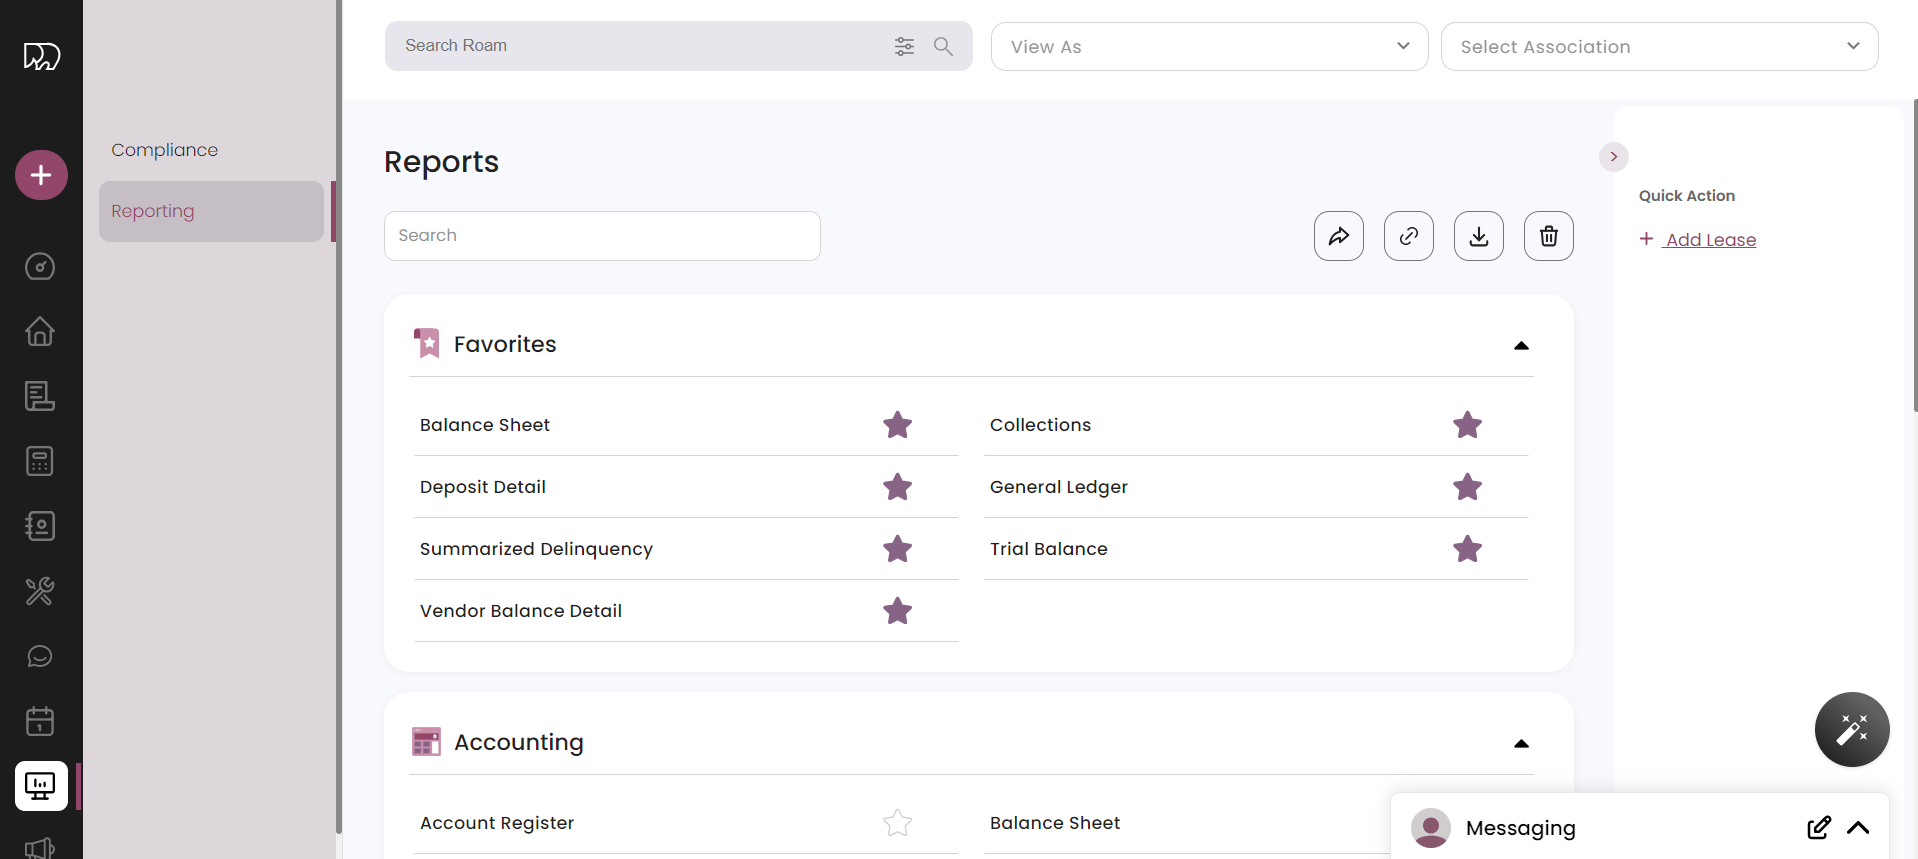 Search Roam
View As
Select Association
Compliance
Reporting
Reports
Search
Quick Action
+ Add Lease
Favorites
Balance Sheet
Collections
Deposit Detail
General Ledger
Summarized Delinquency
Trial Balance
Vendor Balance Detail
Accounting
Account Register
Balance Sheet
Messaging
1